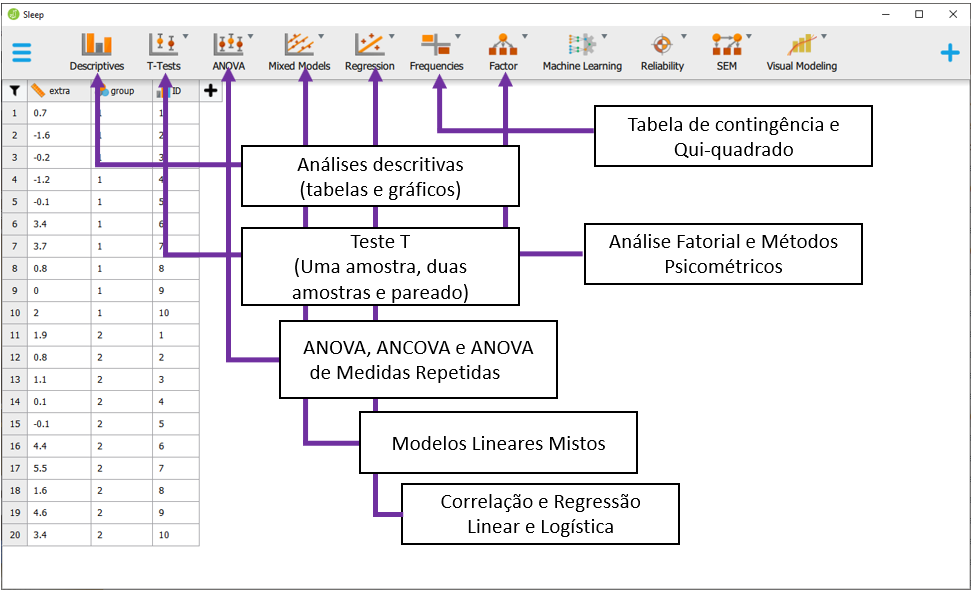 Sleep
Descriptives T-Tests ANOVA Mixed Models Regression Frequencies Factor Machine Learning Reliability SEM Visual Modeling
extra group ID
1 0.7 1 1
2 -1.6 1 2
3 -0.2 1 3
4 -1.2 1 4
5 -0.1 1 5
6 3.4 1 6
7 3.7 1 7
8 0.8 1 8
9 0 1 9
10 2 1 10
11 1.9 2 1
12 0.8 2 2
13 1.1 2 3
14 0.1 2 4
15 -0.1 2 5
16 4.4 2 6
17 5.5 2 7
18 1.6 2 8
19 4.6 2 9
20 3.4 2 10
Tabela de contingência e
Qui-quadrado
Análises descritivas
(tabelas e gráficos)
Teste T
(Uma amostra, duas
amostras e pareado)
Análise Fatorial e Métodos
Psicométricos
ANOVA, ANCOVA e ANOVA
de Medidas Repetidas
Modelos Lineares Mistos
Correlação e Regressão
Linear e Logística